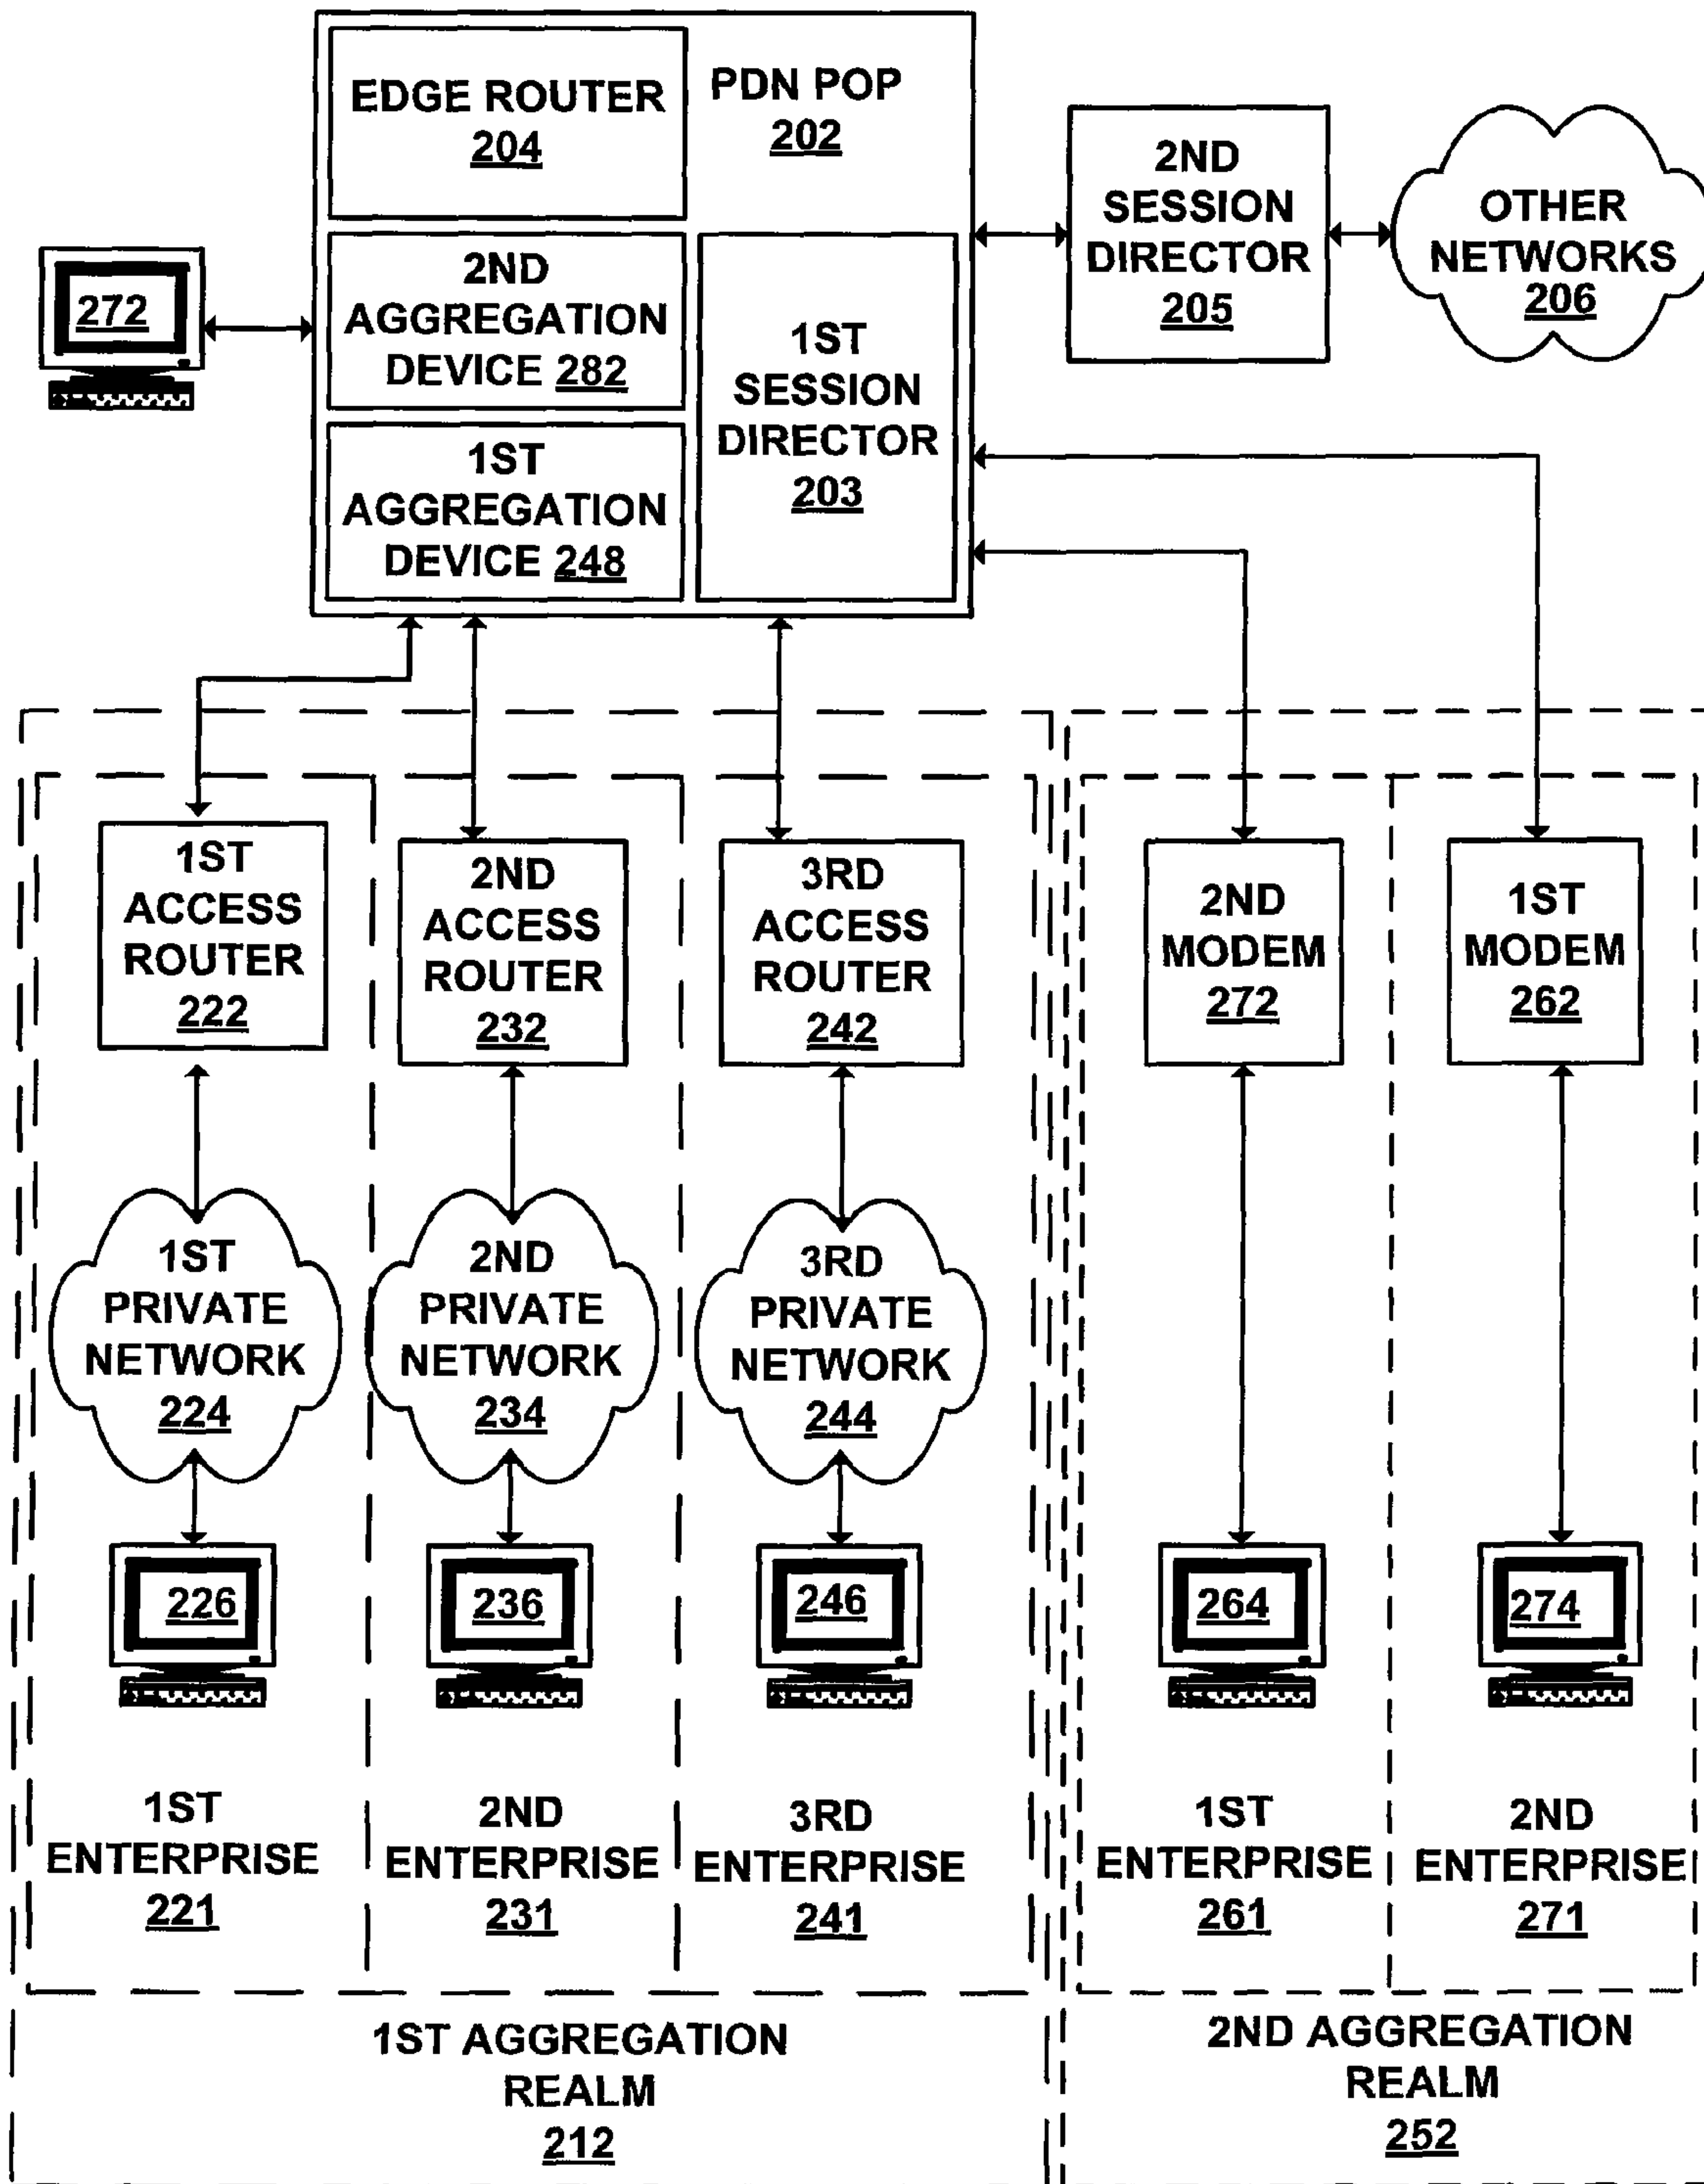 EDGE ROUTER
204
PDN POP
202
2ND
SESSION
DIRECTOR
205
OTHER
NETWORKS
206
272
2ND
AGGREGATION
DEVICE 282
1ST
SESSION
DIRECTOR
203
1ST
AGGREGATION
DEVICE 248
1ST
ACCESS
ROUTER
222
2ND
ACCESS
ROUTER
232
3RD
ACCESS
ROUTER
242
2ND
MODEM
272
1ST
MODEM
262
1ST
PRIVATE
NETWORK
224
2ND
PRIVATE
NETWORK
234
3RD
PRIVATE
NETWORK
244
226
236
246
264
274
1ST
ENTERPRISE
221
2ND
ENTERPRISE
231
3RD
ENTERPRISE
241
1ST
ENTERPRISE
261
2ND
ENTERPRISE
271
1ST AGGREGATION
REALM
212
2ND AGGREGATION
REALM
252